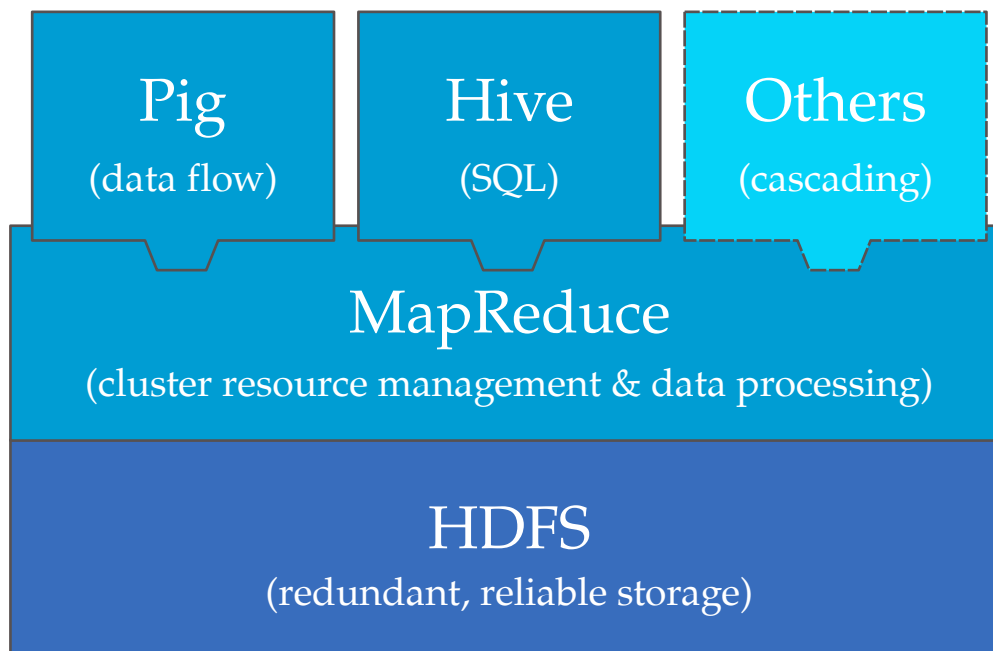 Pig
(data flow)
Hive
(SQL)
Others
(cascading)
MapReduce
(cluster resource management & data processing)
HDFS
(redundant, reliable storage)